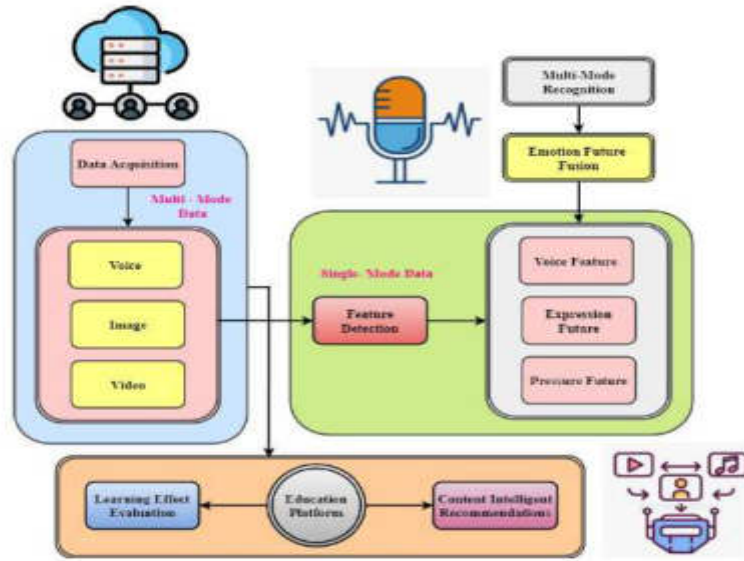 Multi-Mode
Recognition
Data Acquisition
Emotion Future
Fusion
Multi - Mode
Data
Voice
Image
Video
Single- Mode Data
Feature
Detection
Voice Feature
Expression
Future
Pressure Future
Learning Effect
Evaluation
Education
Platform
Content Intelligent
Recommendations